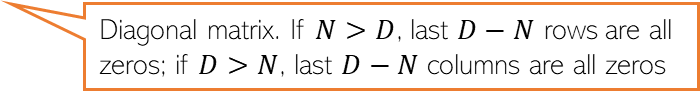 Diagonal matrix. If N > D, last D − N rows are all
zeros; if D > N, last D − N columns are all zeros